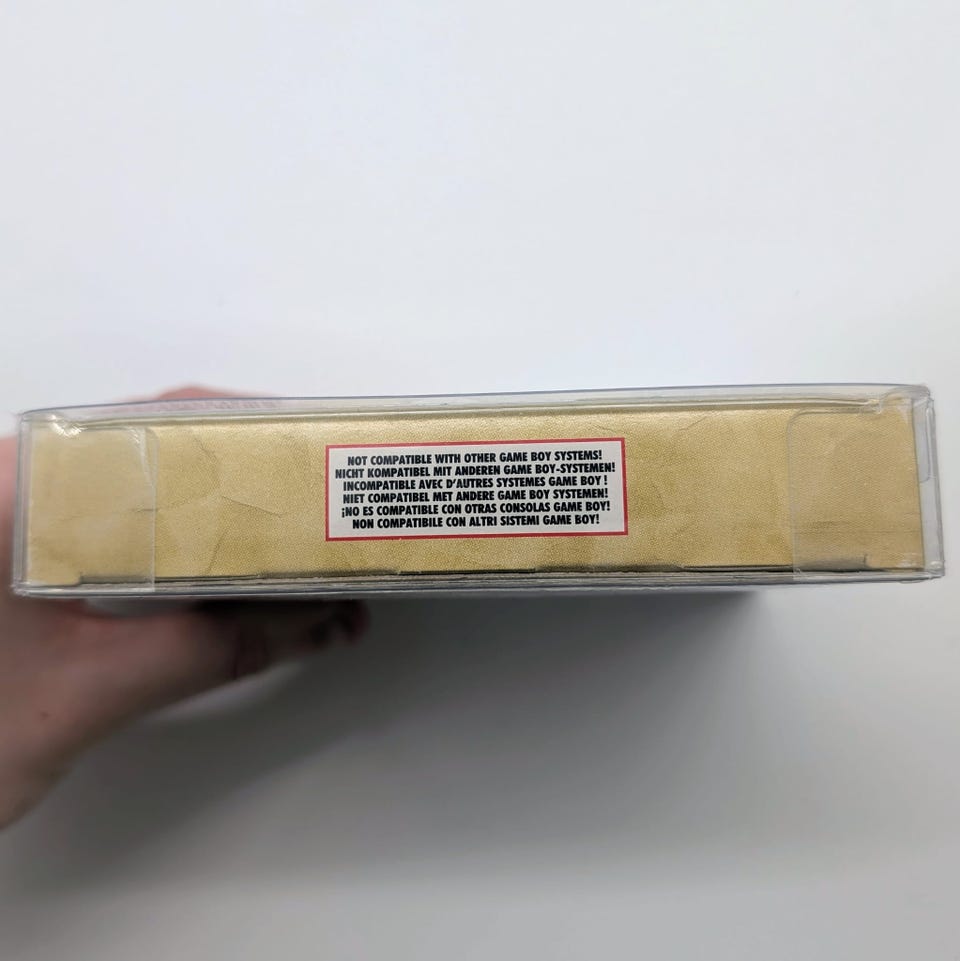 NOT COMPATIBLE WITH OTHER GAME BOY SYSTEMS!
NICHT KOMPATIBEL MIT ANDEREN GAME BOY-SYSTEMEN!
INCOMPATIBLE AVEC D'AUTRES SYSTEMES GAME BOY !
NIET COMPATIBEL MET ANDERE GAME BOY SYSTEMEN!
¡NO ES COMPATIBLE CON OTRAS CONSOLAS GAME BOY!
NON COMPATIBILE CON ALTRI SISTEMI GAME BOY!